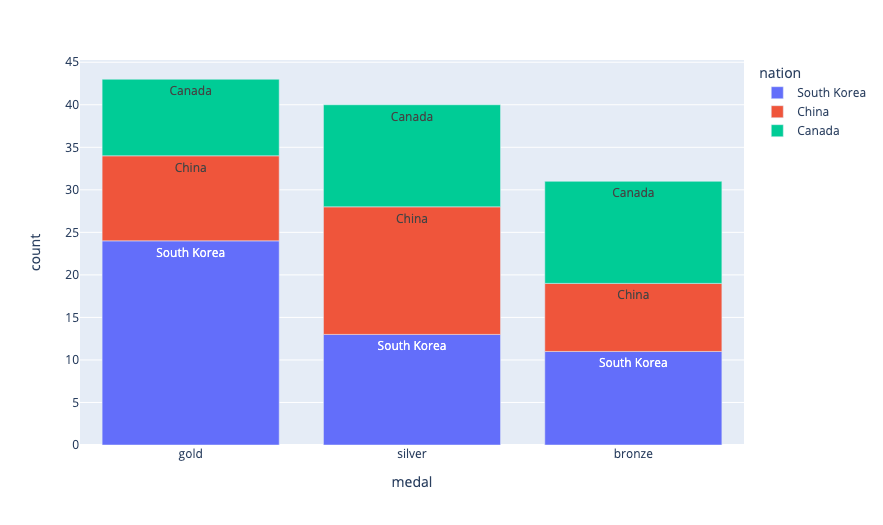 45
40
35
30
25
20
15
10
5
0
count
Canada
China
South Korea
Canada
China
South Korea
Canada
China
South Korea
gold silver bronze
medal
nation
South Korea
China
Canada